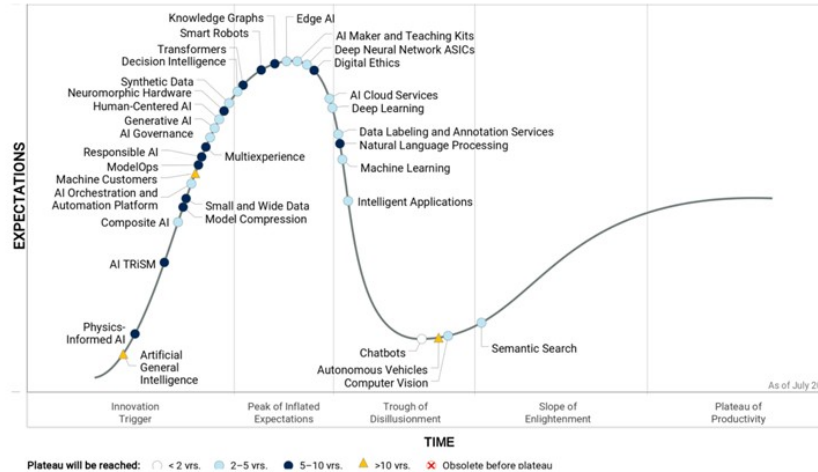 Knowledge Graphs
Edge AI
Smart Robots
AI Maker and Teaching Kits
Transformers
Deep Neural Network ASICs
Decision Intelligence
Digital Ethics
Synthetic Data
Neuromorphic Hardware
AI Cloud Services
Human-Centered AI
Deep Learning
Generative AI
AI Governance
Data Labeling and Annotation Services
Natural Language Processing
Responsible AI
Multiexperience
ModelOps
Machine Learning
Machine Customers
AI Orchestration and
Automation Platform
Small and Wide Data
Intelligent Applications
Model Compression
Composite AI
AI TRiSM
Physics-
Informed AI
Artificial
General
Intelligence
Chatbots
Semantic Search
Autonomous Vehicles
Computer Vision
EXPECTATIONS
As of July
Innovation
Trigger
Peak of Inflated
Expectations
Trough of
Disillusionment
Slope of
Enlightenment
Plateau of
Productivity
TIME
Plateau will be reached: < 2 yrs. 2–5 yrs. 5–10 yrs. >10 yrs. Obsolete before plateau